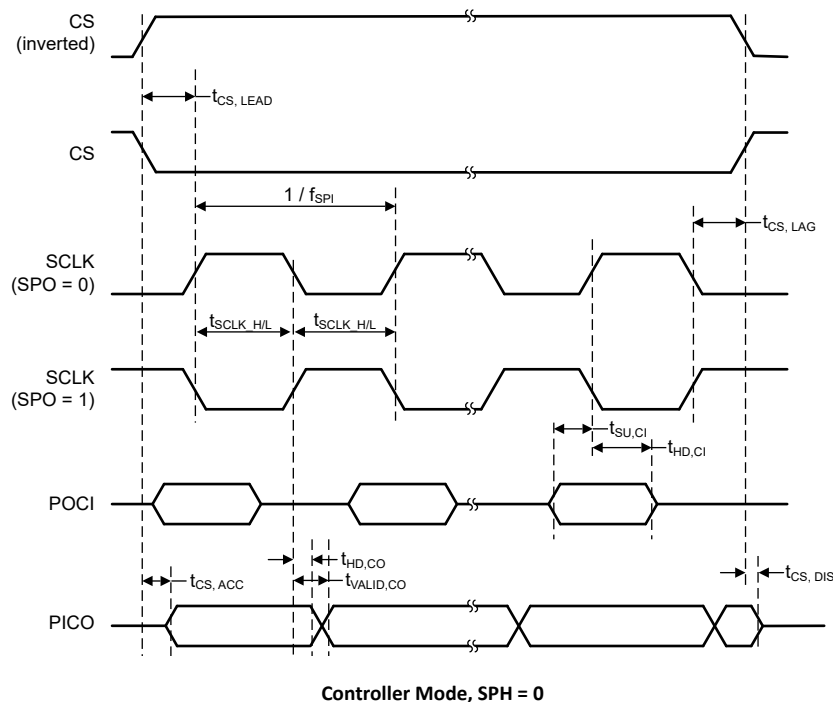 CS
(inverted)
tCS, LEAD
CS
1 / fSPI
tCS, LAG
SCLK
(SPO = 0)
tSCLK_H/L
tSCLK_H/L
SCLK
(SPO = 1)
tSU,CI
tHD,CI
POCI
tHD,CO
tCS, ACC
tVALID,CO
tCS, DIS
PICO
Controller Mode, SPH = 0